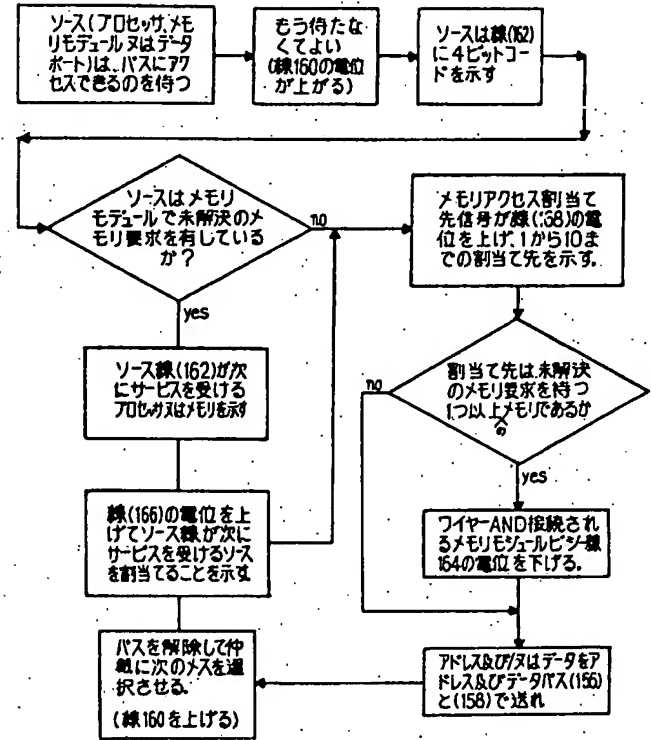 ソース(プロセッサ、メモ
リモデュール又はデータ
ポート)は、バスにアク
セスできるのを待つ
もう待たな
くてよい
(線160の電位
が上がる)
ソースは線(162)
に4ビットコー
ドを示す
ソースはメモリ
モデュールで未解決のメ
モリ要求を有している
か?
no
yes
メモリアクセス割当て
先信号が線(168)の電
位を上げ、1から10ま
での割当て先を示す。
ソース線(162)が次
にサービスを受ける
プロセッサ又はメモリを示す
割当て先は、未解決
のメモリ要求を持つ
1つ以上のメモリであるか
no
yes
線(166)の電位を上
げてソース線が次に
サービスを受けるソース
を割当てることを示す
ワイヤーAND接続され
るメモリモジュールビジー線
164の電位を下げる。
バスを解除して仲
裁に次のメスを選
択させる。
(線160を上げる)
アドレス及び/又はデータをア
ドレス及びデータバス(156)
と(158)で送れ